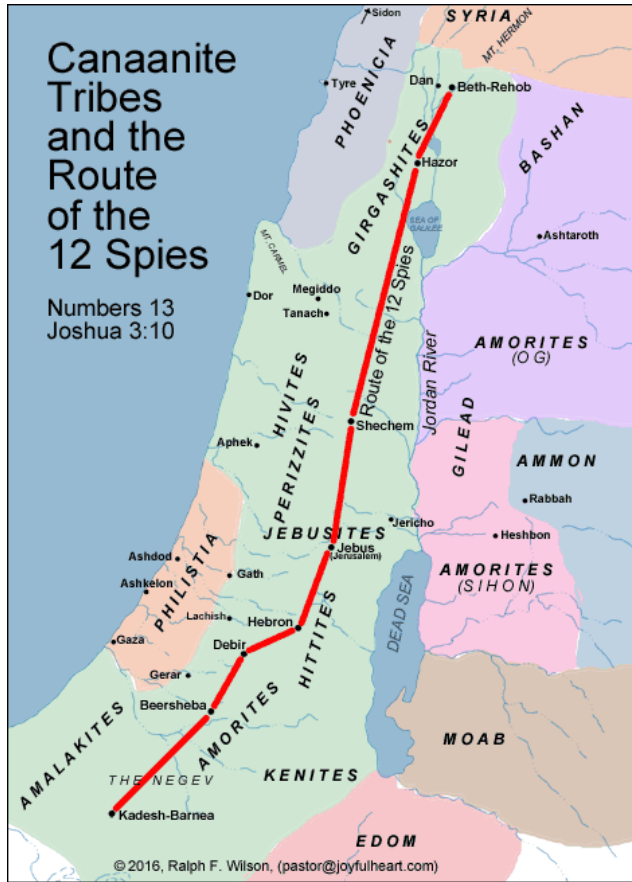 Canaanite
Tribes
and the
Route
of the
12 Spies
Numbers 13
Joshua 3:10
Sidon
SYRIA
MT. HERMON
PHOENICIA
Tyre
Dan
Beth-Rehob
BASHAN
GIRGASHITES
Hazor
SEA OF
GALILEE
Ashtaroth
MT. CARMEL
Dor
Megiddo
Tanach
Route of the 12 Spies
Jordan River
AMORITES
(OG)
HIVITES
PERIZZITES
Shechem
GILEAD
Aphek
AMMON
Rabbah
JEBUSITES
Jericho
Jebus
(Jerusalem)
Heshbon
Ashdod
PHILISTIA
Gath
AMORITES
(SIHON)
Ashkelon
Lachish
Hebron
HITTITES
DEAD SEA
Gaza
Debir
Gerar
Beersheba
AMORITES
AMALAKITES
MOAB
THE NEGEV
KENITES
Kadesh-Barnea
EDOM
© 2016, Ralph F. Wilson, (pastor@joyfulheart.com)